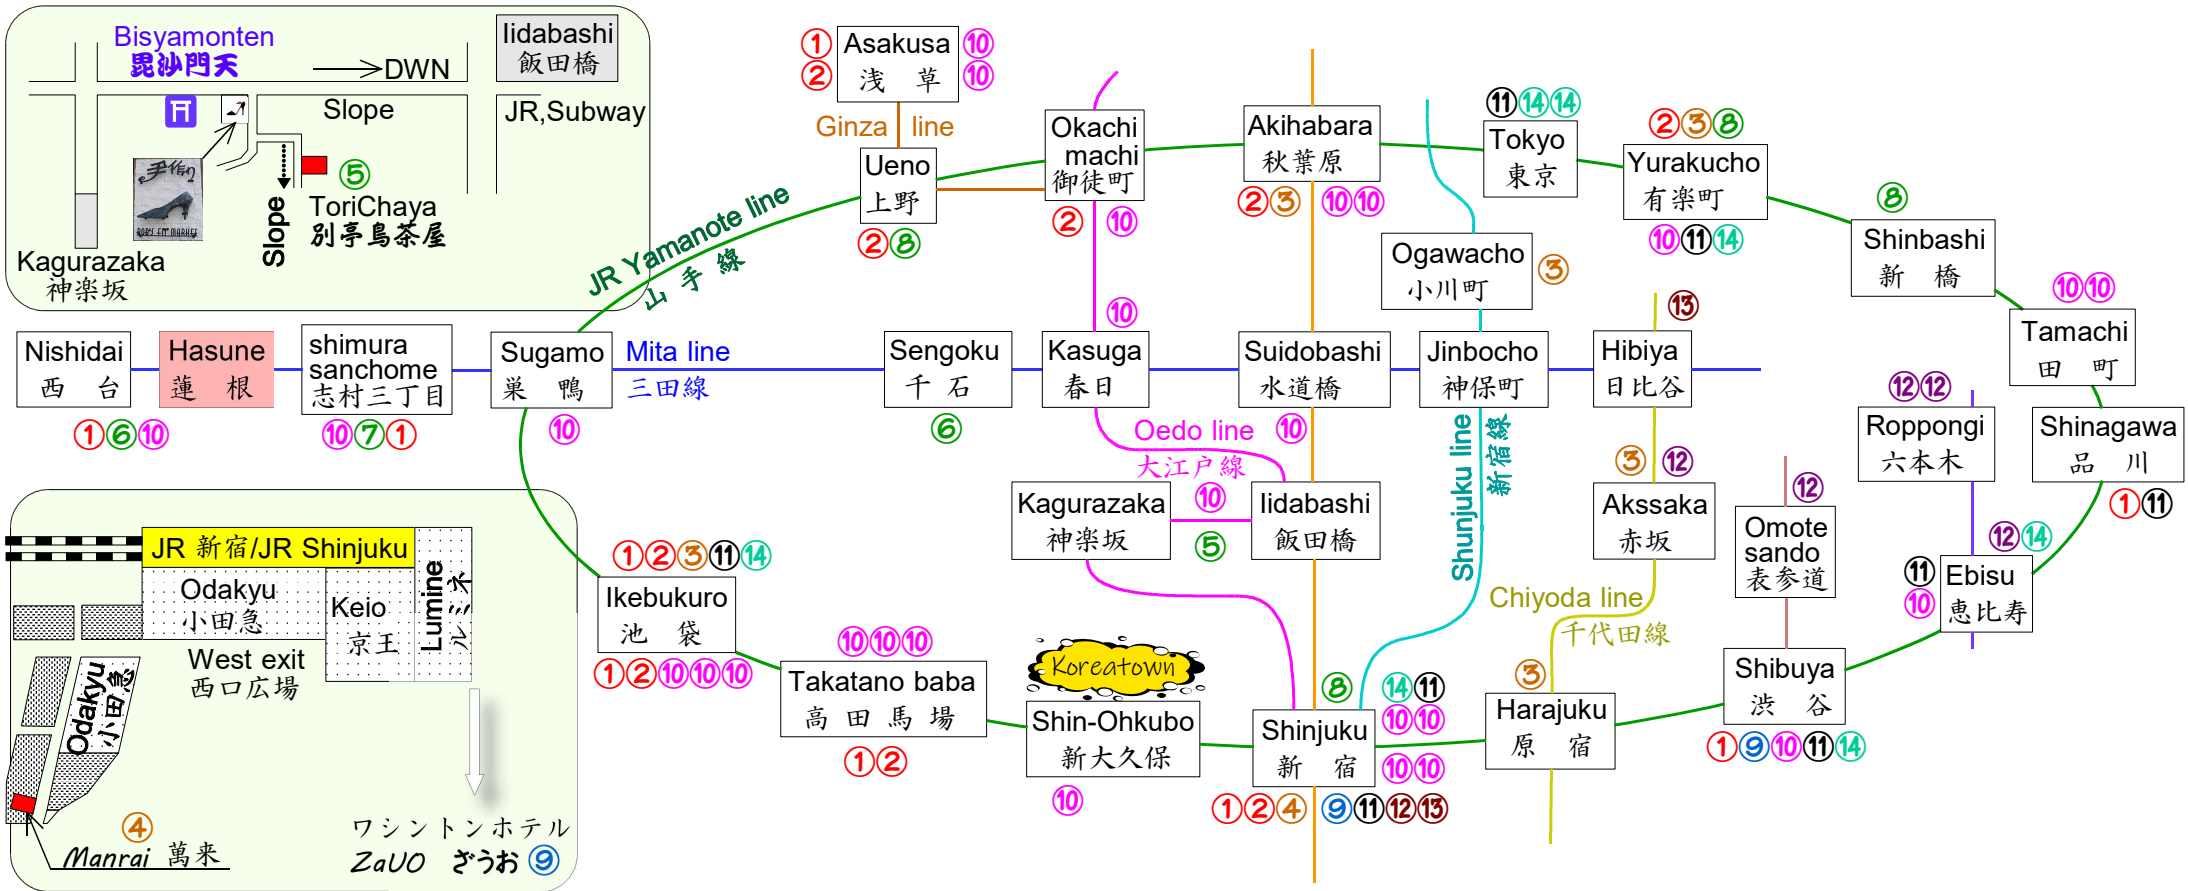 Bisyamonten
毘沙門天
DWN
Iidabashi
飯田橋
Slope
JR,Subway
手作り
⑤
Slope
ToriChaya
別亭鳥茶屋
Kagurazaka
神楽坂
① Asakusa ⑩
② 浅 草 ⑩
Ginza line
Ueno
上野
②⑧
JR Yamanote line
山手線
Okachi
machi
御徒町
② ⑩
Akihabara
秋葉原
②③ ⑩⑩
⑪⑭⑭
Tokyo
東京
②③⑧
Yurakucho
有楽町
⑩⑪⑭
Ogawacho
小川町
③
⑧
Shinbashi
新 橋
⑩⑩
Tamachi
田 町
Nishidai
西 台
①⑥⑩
Hasune
蓮 根
shimura
sanchome
志村三丁目
⑩⑦①
Sugamo
巣 鴨
⑩
Mita line
三田線
Sengoku
千石
⑥
⑩
Kasuga
春日
Suidobashi
水道橋
⑩
Jinbocho
神保町
⑬
Hibiya
日比谷
Oedo line
大江戸線
Shunjuku line
新宿線
③ ⑫
Akssaka
赤坂
⑫⑫
Roppongi
六本木
Shinagawa
品 川
①⑪
⑫
Omote
sando
表参道
Kagurazaka
神楽坂
⑩
⑤
Iidabashi
飯田橋
Chiyoda line
千代田線
⑫⑭
⑪
⑩
Ebisu
恵比寿
JR 新宿/JR Shinjuku
Odakyu
小田急
Keio
京王
Lumine
ルミネ
West exit
西口広場
Odakyu
小田急
④
Manrai 萬来
ワシントンホテル
ZaUO ざうお ⑨
①②③⑪⑭
Ikebukuro
池 袋
①②⑩⑩⑩
⑩⑩⑩
Takatano baba
高田馬場
①②
Koreatown
Shin-Ohkubo
新大久保
⑩
⑧ ⑭⑪
⑩⑩
Shinjuku
新 宿
⑩⑩
①②④ ⑨⑪⑫⑬
③
Harajuku
原 宿
Shibuya
渋 谷
①⑨⑩⑪⑭